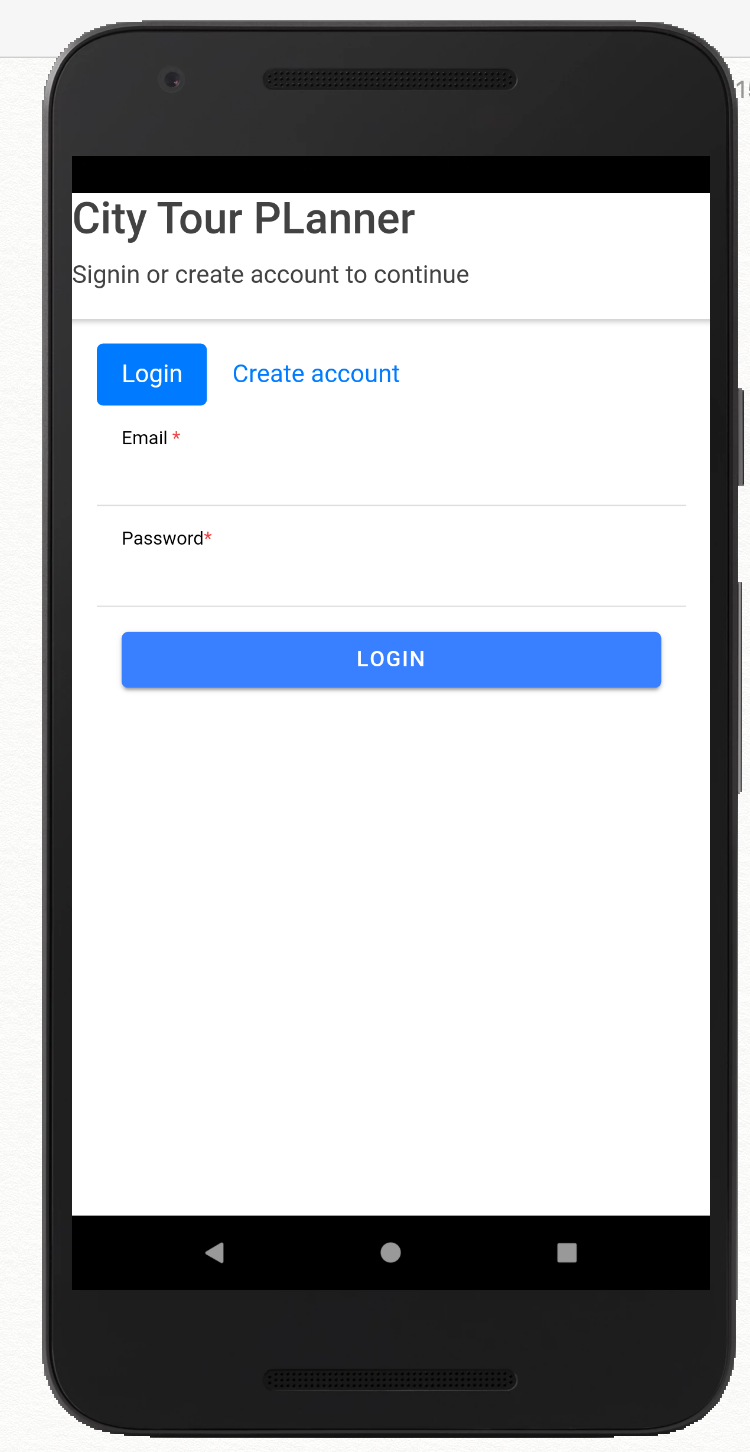 City Tour PLanner
Signin or create account to continue
Login Create account
Email *
Password*
LOGIN